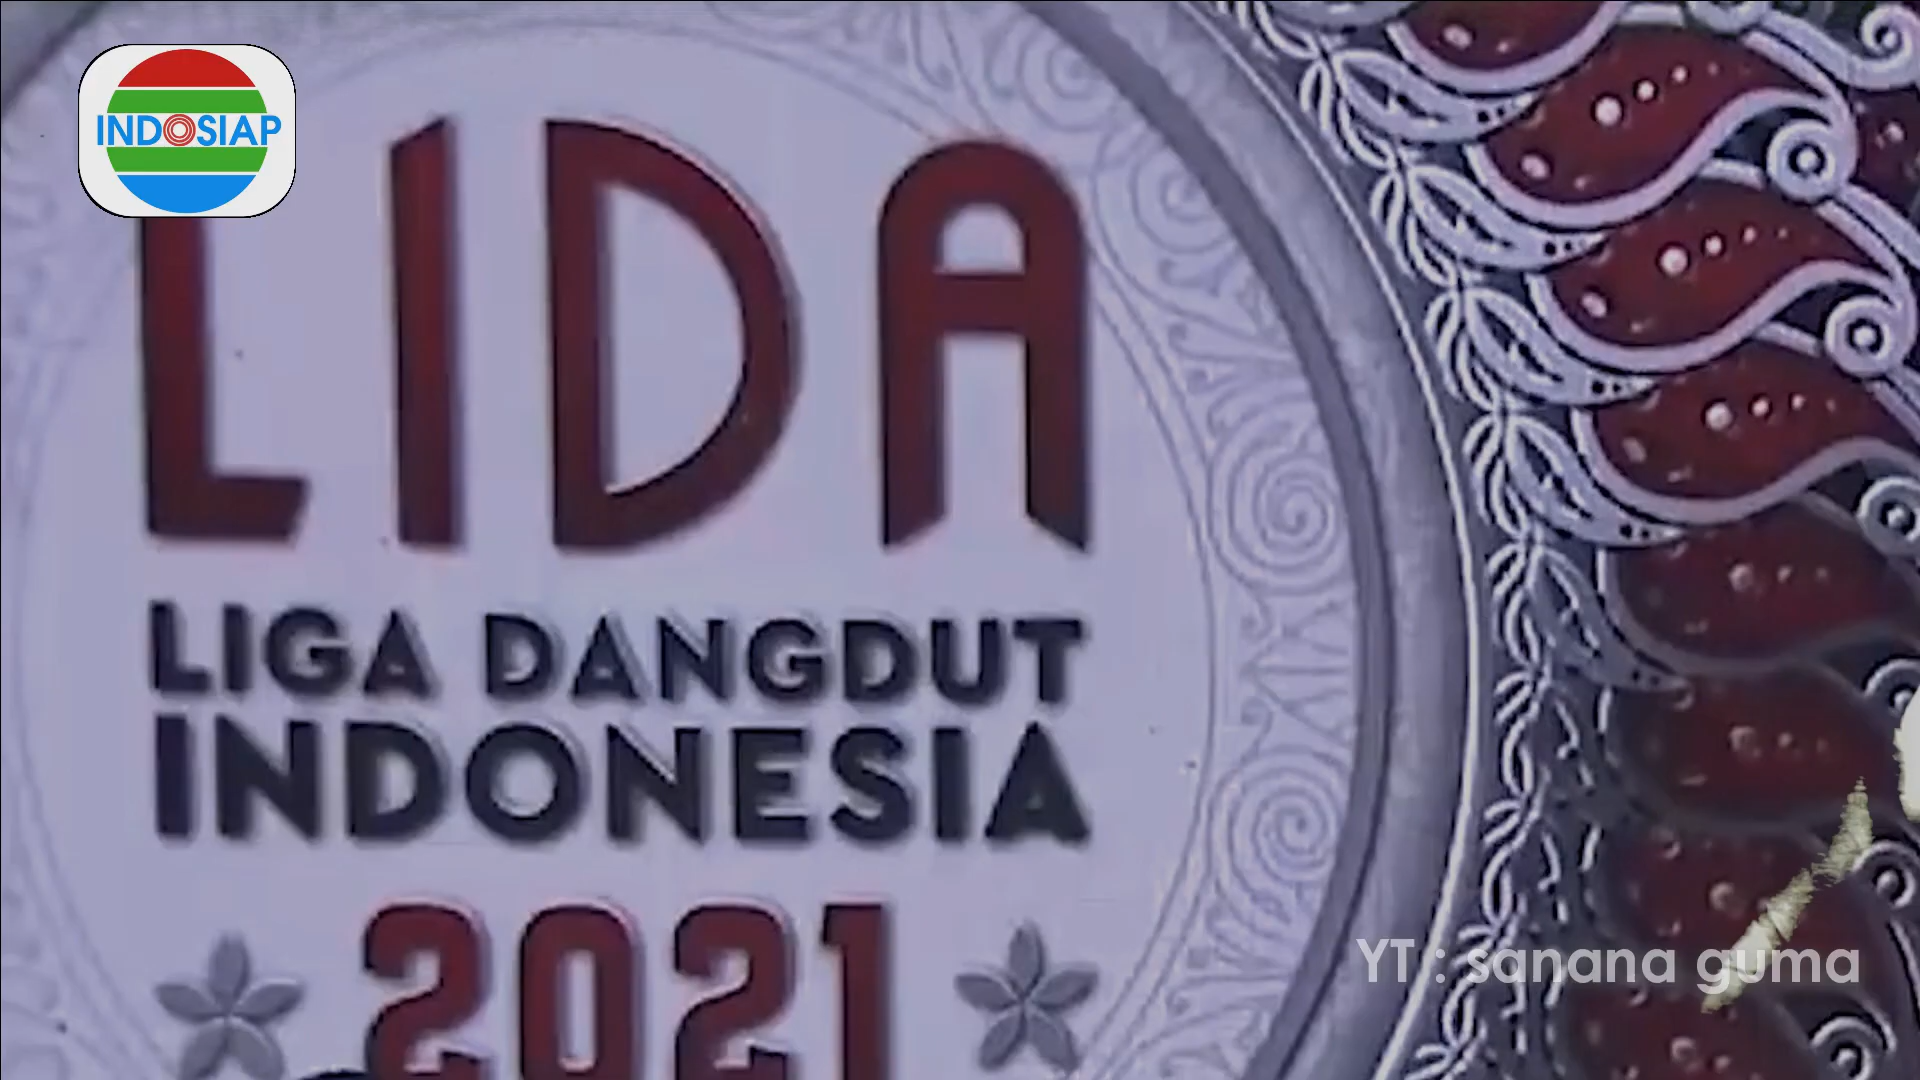 INDOSIAP
LIDA
LIGA DANGDUT
INDONESIA
2021
YT : sanana guma